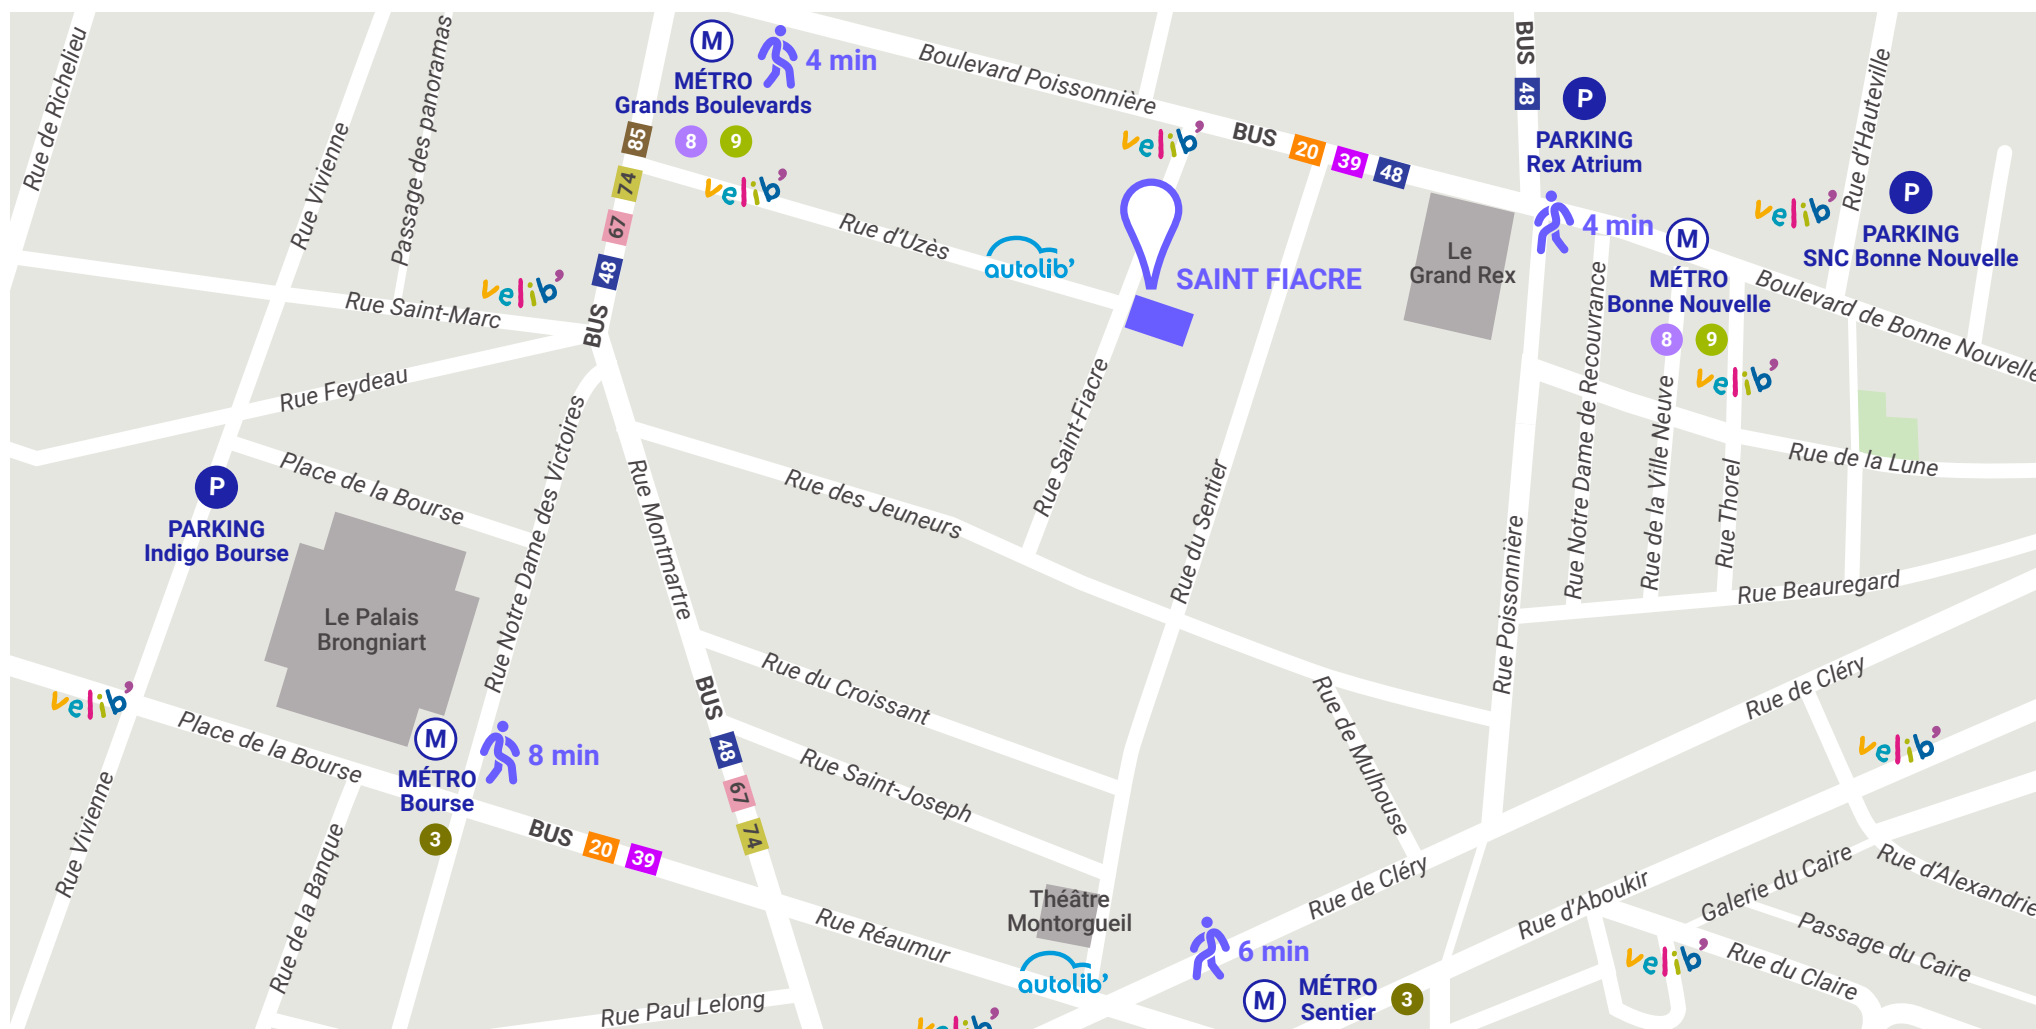 Rue de Richelieu
Rue Vivienne
Passage des panoramas
M
4 min
MÉTRO
Grands Boulevards
8 9
85
74
67
48
BUS
velib'
Boulevard Poissonnière
velib'
BUS 20 39 48
BUS
48
P
PARKING
Rex Atrium
Rue d'Hauteville
P
PARKING
SNC Bonne Nouvelle
velib'
4 min
M
MÉTRO
Bonne Nouvelle
8 9
velib'
Boulevard de Bonne Nouvelle
Rue d'Uzès
autolib'
SAINT FIACRE
Le
Grand Rex
velib'
Rue Saint-Marc
Rue Feydeau
Place de la Bourse
P
PARKING
Indigo Bourse
Le Palais
Brongniart
Rue Notre Dame des Victoires
Rue Montmartre
Rue des Jeuneurs
Rue Saint-Fiacre
Rue du Sentier
Rue Poissonnière
Rue Notre Dame de Recouvrance
Rue de la Ville Neuve
Rue Thorel
Rue de la Lune
Rue Beauregard
velib'
Place de la Bourse
M
8 min
MÉTRO
Bourse
3
Rue Vivienne
Rue de la Banque
BUS 20 39
BUS
48
67
74
Rue du Croissant
Rue Saint-Joseph
Rue de Mulhouse
Rue de Cléry
velib'
Théâtre
Montorgueil
autolib'
Rue Réaumur
Rue Paul Lelong
velib'
Rue de Cléry
6 min
M
MÉTRO
Sentier
3
Rue d'Aboukir
Galerie du Caire
Rue d'Alexandrie
Passage du Caire
Rue du Claire
velib'